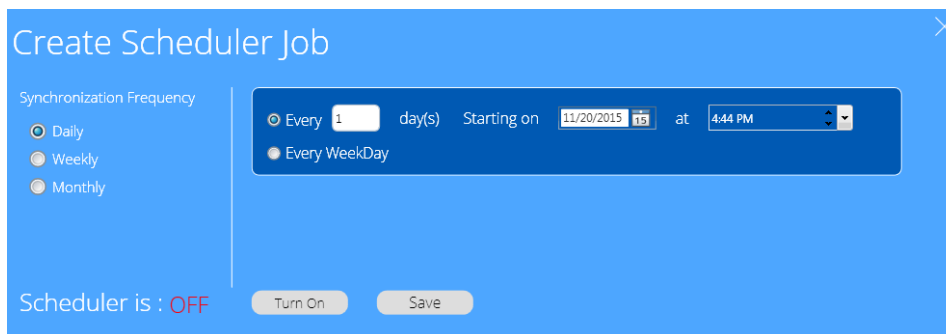 Create Scheduler Job
Synchronization Frequency
Daily
Weekly
Monthly
Every 1 day(s) Starting on 11/20/2015 15 at 4:44 PM
Every WeekDay
Scheduler is : OFF Turn On Save